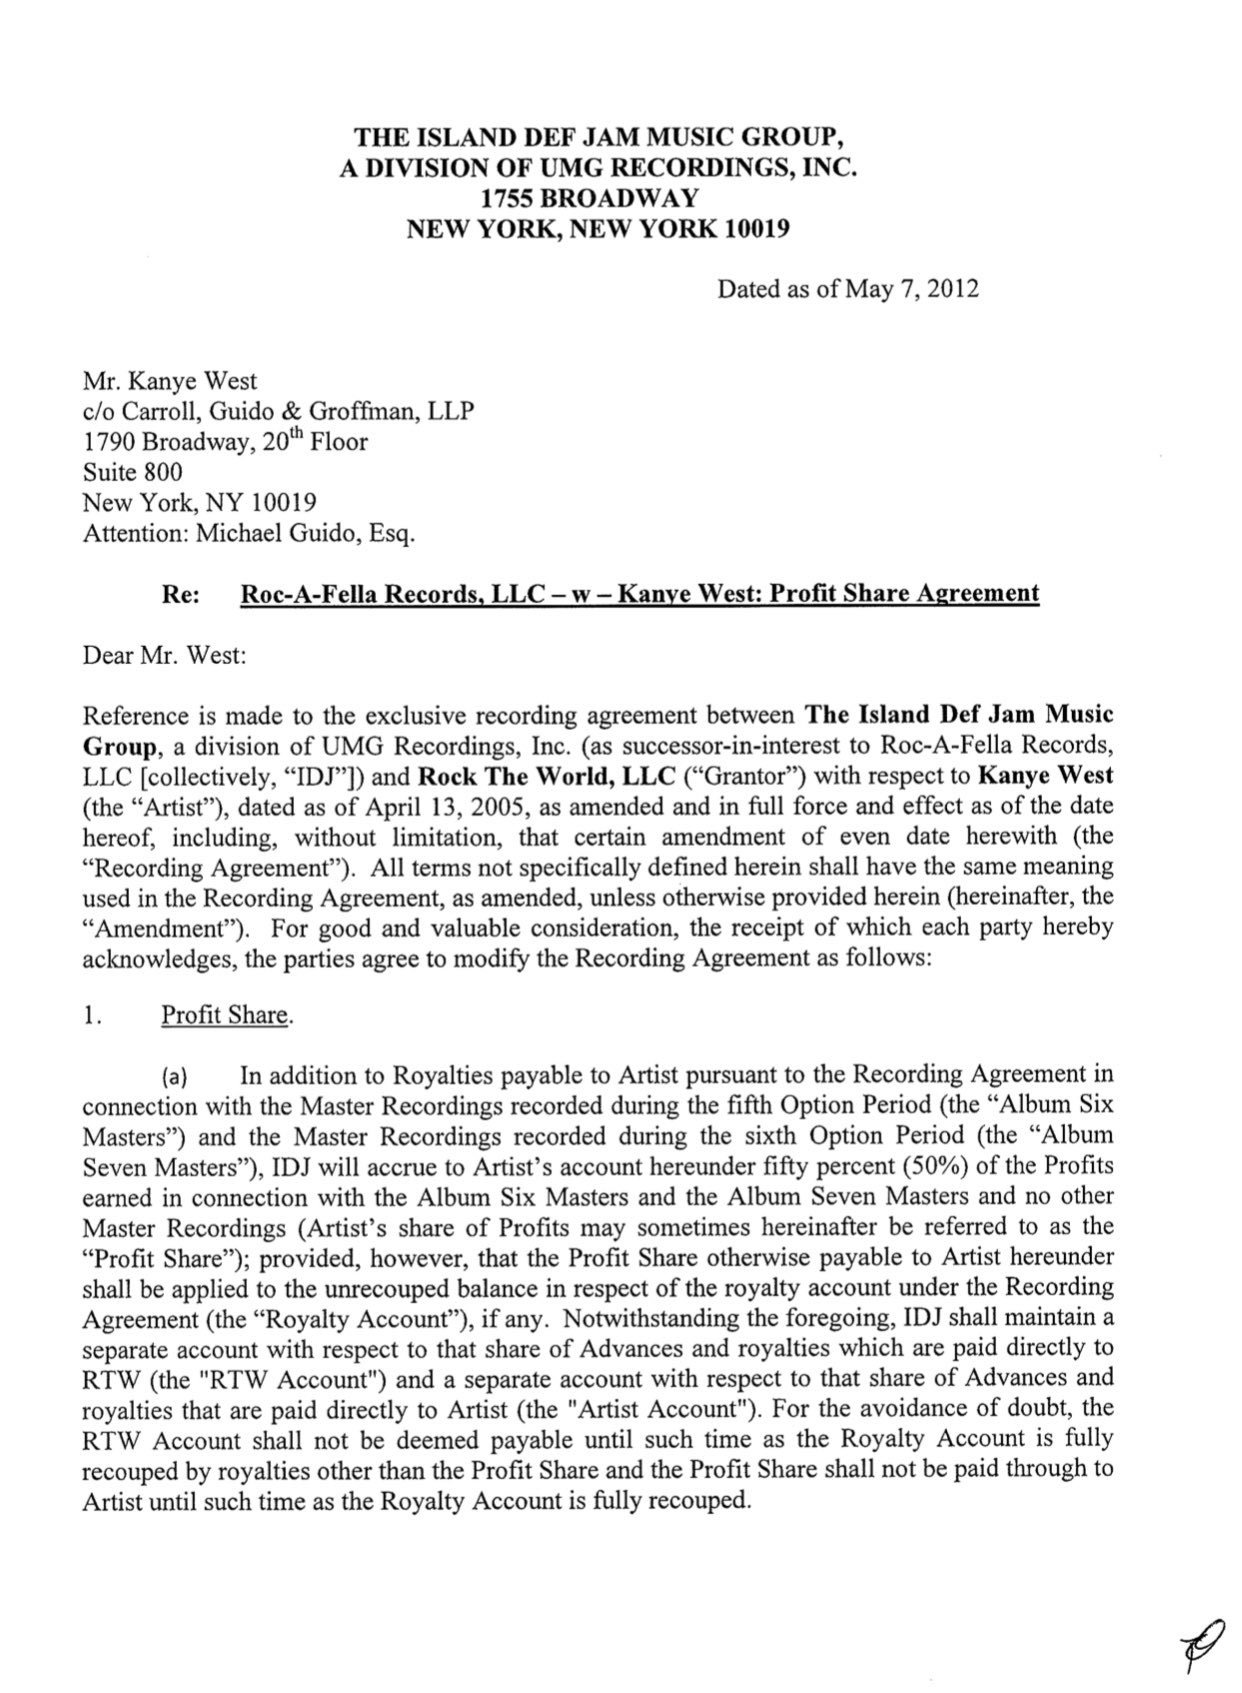 THE ISLAND DEF JAM MUSIC GROUP,
A DIVISION OF UMG RECORDINGS, INC.
1755 BROADWAY
NEW YORK, NEW YORK 10019
Dated as of May 7, 2012
Mr. Kanye West
c/o Carroll, Guido & Groffman, LLP
1790 Broadway, 20th Floor
Suite 800
New York, NY 10019
Attention: Michael Guido, Esq.
Re: Roc-A-Fella Records, LLC – w – Kanye West: Profit Share Agreement
Dear Mr. West:
Reference is made to the exclusive recording agreement between The Island Def Jam Music
Group, a division of UMG Recordings, Inc. (as successor-in-interest to Roc-A-Fella Records,
LLC [collectively, “IDJ”]) and Rock The World, LLC (“Grantor”) with respect to Kanye West
(the “Artist”), dated as of April 13, 2005, as amended and in full force and effect as of the date
hereof, including, without limitation, that certain amendment of even date herewith (the
“Recording Agreement”). All terms not specifically defined herein shall have the same meaning
used in the Recording Agreement, as amended, unless otherwise provided herein (hereinafter, the
“Amendment”). For good and valuable consideration, the receipt of which each party hereby
acknowledges, the parties agree to modify the Recording Agreement as follows:
1. Profit Share.
(a) In addition to Royalties payable to Artist pursuant to the Recording Agreement in
connection with the Master Recordings recorded during the fifth Option Period (the “Album Six
Masters”) and the Master Recordings recorded during the sixth Option Period (the “Album
Seven Masters”), IDJ will accrue to Artist’s account hereunder fifty percent (50%) of the Profits
earned in connection with the Album Six Masters and the Album Seven Masters and no other
Master Recordings (Artist’s share of Profits may sometimes hereinafter be referred to as the
“Profit Share”); provided, however, that the Profit Share otherwise payable to Artist hereunder
shall be applied to the unrecouped balance in respect of the royalty account under the Recording
Agreement (the “Royalty Account”), if any. Notwithstanding the foregoing, IDJ shall maintain a
separate account with respect to that share of Advances and royalties which are paid directly to
RTW (the "RTW Account") and a separate account with respect to that share of Advances and
royalties that are paid directly to Artist (the "Artist Account"). For the avoidance of doubt, the
RTW Account shall not be deemed payable until such time as the Royalty Account is fully
recouped by royalties other than the Profit Share and the Profit Share shall not be paid through to
Artist until such time as the Royalty Account is fully recouped.